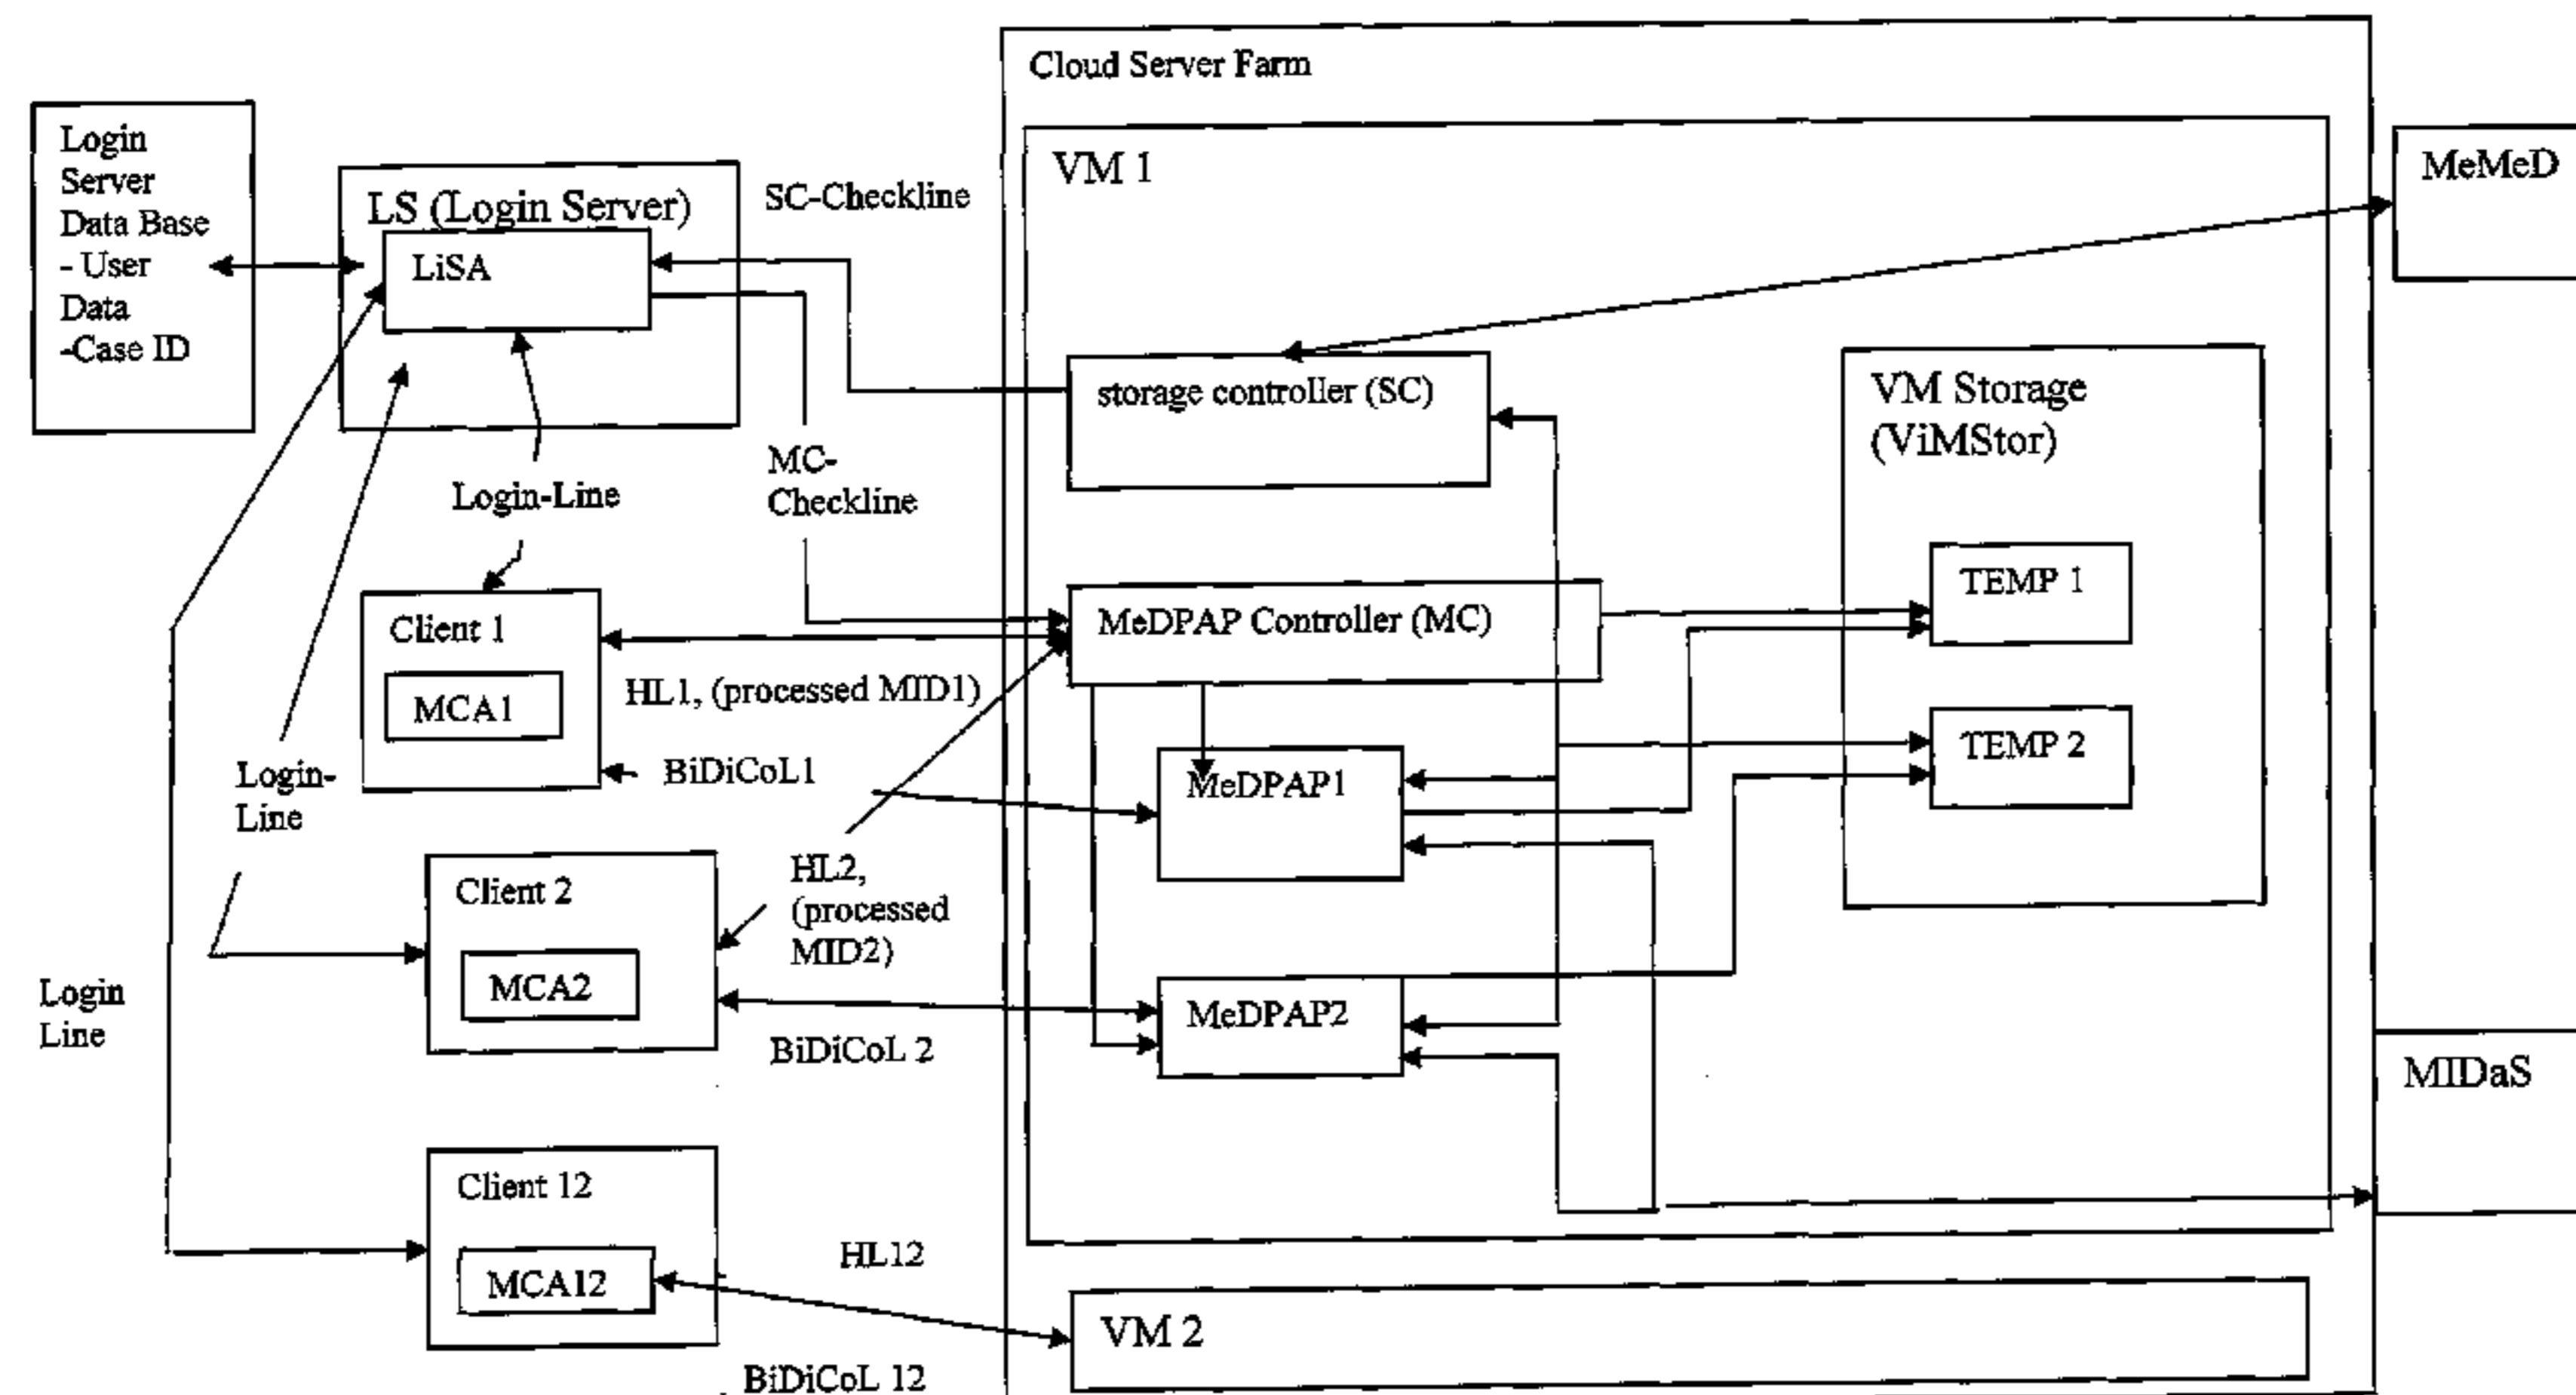 Cloud Server Farm
Login
Server
Data Base
- User
Data
-Case ID
LS (Login Server)
LiSA
SC-Checkline
VM 1
MeMeD
storage controller (SC)
VM Storage
(ViMStor)
MC-
Checkline
Login-Line
TEMP 1
Client 1
MCA1
MeDPAP Controller (MC)
HL1, (processed MID1)
TEMP 2
BiDiCoL1
MeDPAP1
Login-
Line
HL2,
(processed
MID2)
Client 2
MCA2
MeDPAP2
BiDiCoL 2
Login
Line
MIDaS
Client 12
MCA12
HL12
VM 2
BiDiCoL 12